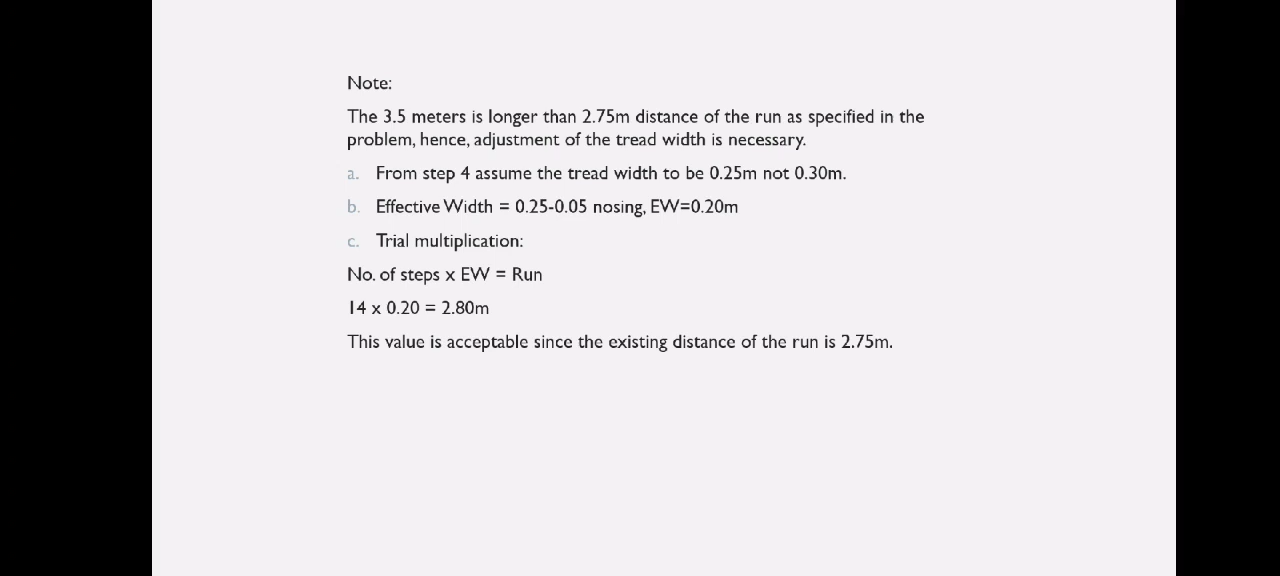 Note:
The 3.5 meters is longer than 2.75m distance of the run as specified in the
problem, hence, adjustment of the tread width is necessary.
a. From step 4 assume the tread width to be 0.25m not 0.30m.
b. Effective Width = 0.25-0.05 nosing, EW=0.20m
c. Trial multiplication:
No. of steps x EW = Run
14 x 0.20 = 2.80m
This value is acceptable since the existing distance of the run is 2.75m.